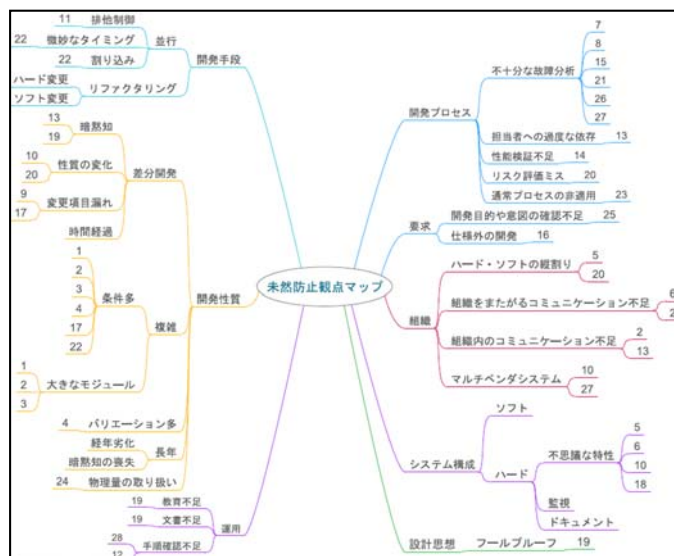 未然防止観点マップ
開発手段
並行
排他制御
11
微妙なタイミング
22
割り込み
22
リファクタリング
ハード変更
ソフト変更
開発性質
差分開発
暗黙知
13
19
性質の変化
10
20
変更項目漏れ
9
17
時間経過
複雑
条件多
1
2
3
4
17
22
大きなモジュール
1
2
3
バリエーション多
4
長年
経年劣化
暗黙知の喪失
物理量の取り扱い
24
運用
教育不足
19
文書不足
19
手順確認不足
28
12
開発プロセス
不十分な故障分析
7
8
15
21
26
27
担当者への過度な依存
13
性能検証不足
14
リスク評価ミス
20
通常プロセスの非適用
23
要求
開発目的や意図の確認不足
25
仕様外の開発
16
組織
ハード・ソフトの縦割り
5
20
組織をまたがるコミュニケーション不足
6
2
組織内のコミュニケーション不足
2
13
マルチベンダシステム
10
27
システム構成
ソフト
ハード
不思議な特性
5
6
10
18
監視
ドキュメント
設計思想
フールプルーフ
19